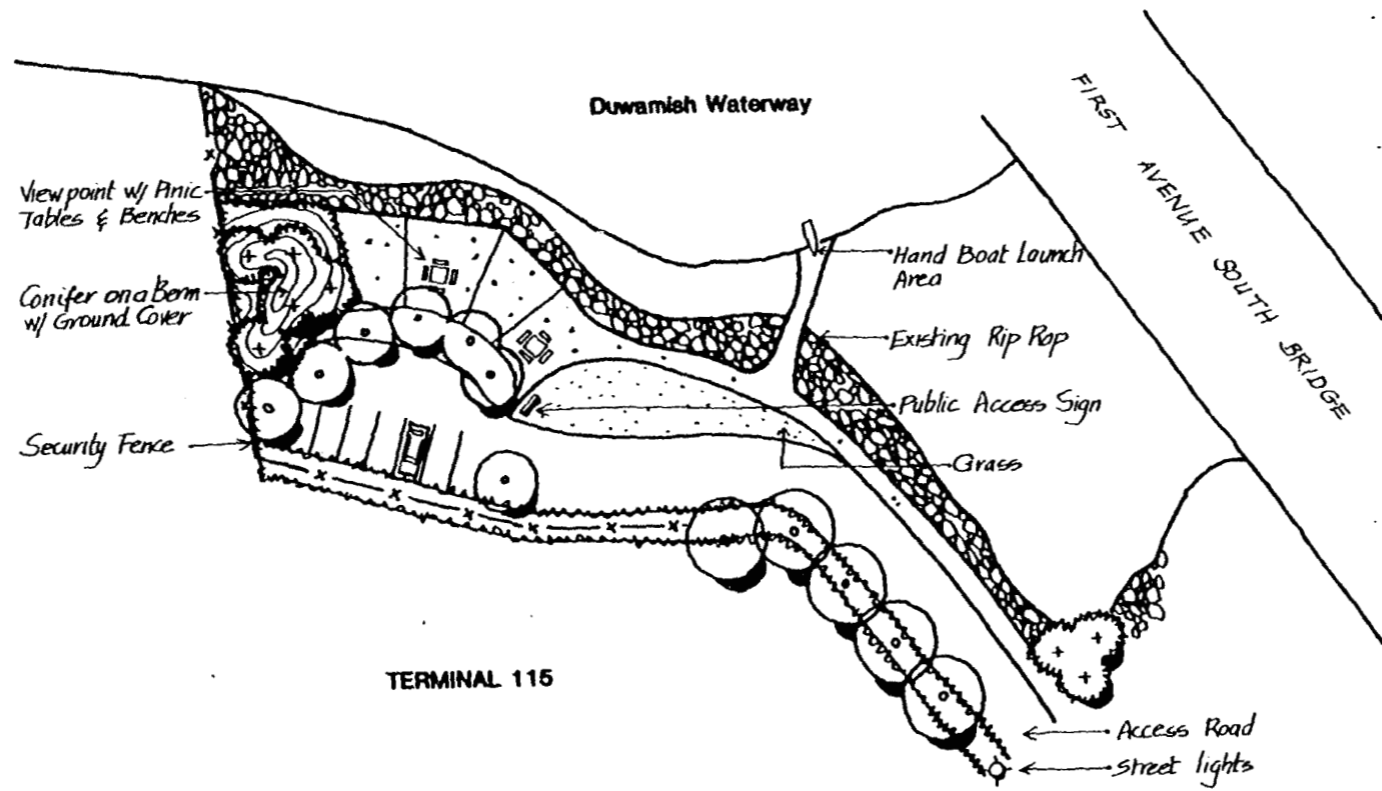 Duwamish Waterway
FIRST AVENUE SOUTH BRIDGE
View point w/ Pinic
Tables & Benches
Conifer on a Berm
w/ Ground Cover
Security Fence
Hand Boat Launch
Area
Existing Rip Rap
Public Access Sign
Grass
TERMINAL 115
Access Road
Street lights